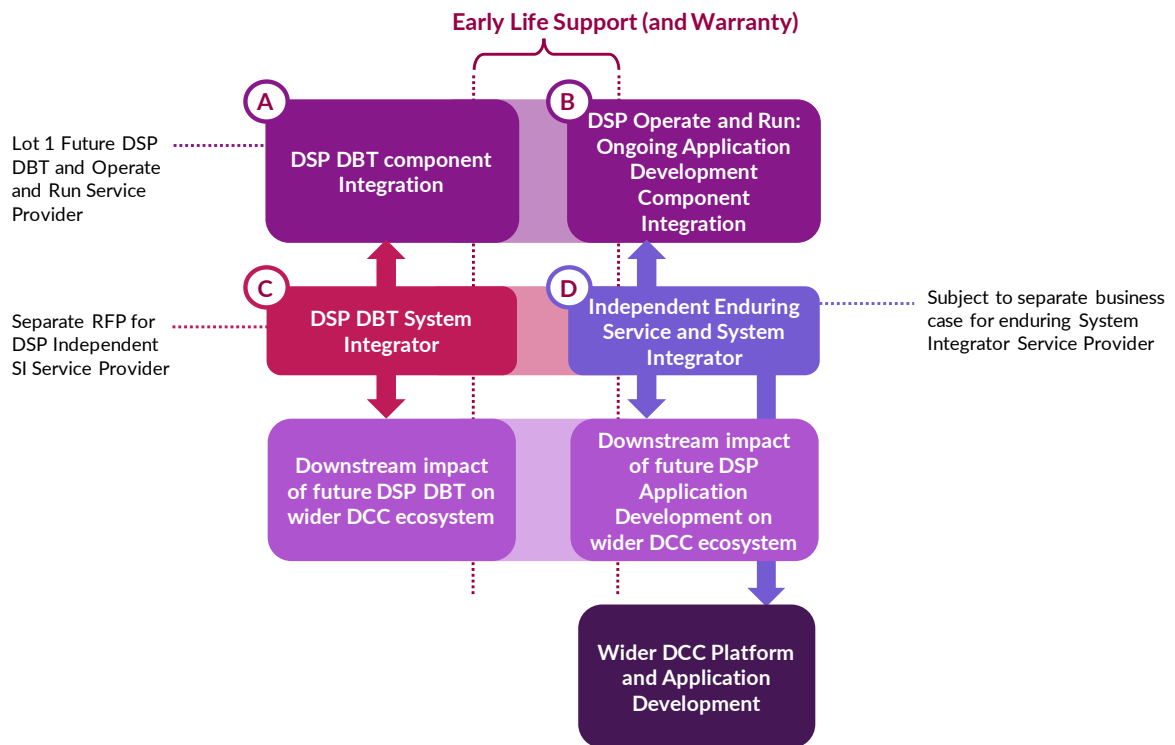 Early Life Support (and Warranty)
A
B
Lot 1 Future DSP
DBT and Operate
and Run Service
Provider
DSP DBT component
Integration
DSP Operate and Run:
Ongoing Application
Development
Component
Integration
C
D
Separate RFP for
DSP Independent
SI Service Provider
DSP DBT System
Integrator
Independent Enduring
Service and System
Integrator
Subject to separate business
case for enduring System
Integrator Service Provider
Downstream impact
of future DSP DBT on
wider DCC ecosystem
Downstream impact
of future DSP
Application
Development on
wider DCC ecosystem
Wider DCC Platform
and Application
Development